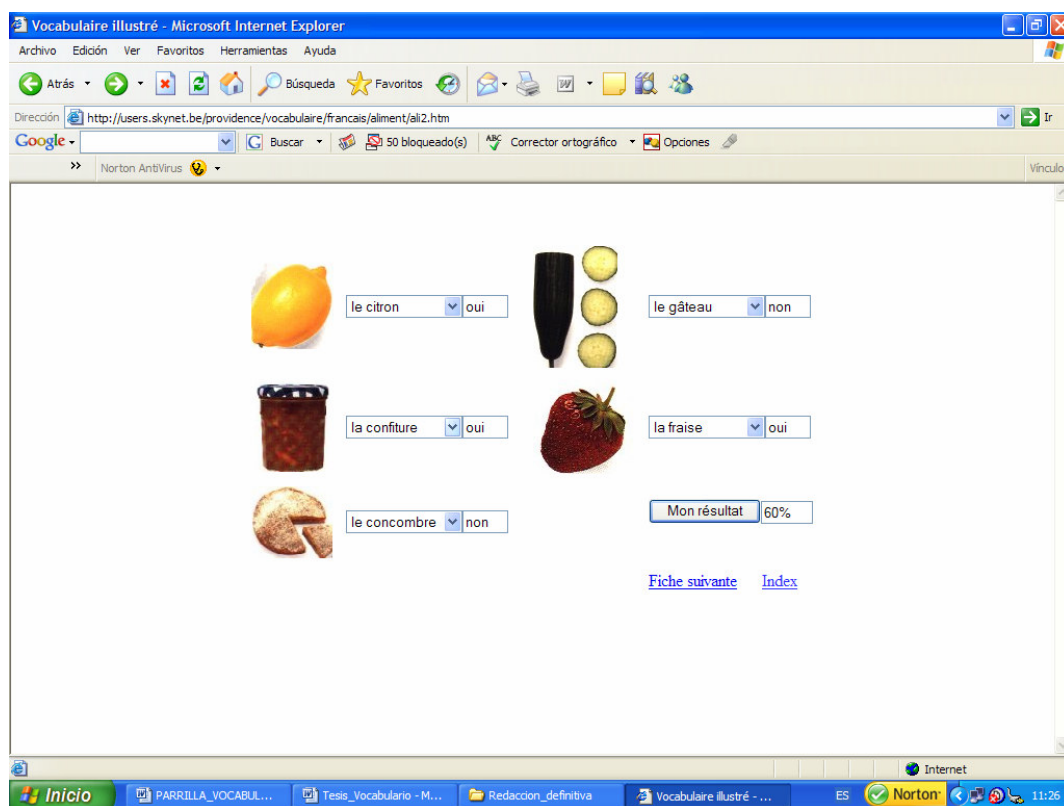 Vocabulaire illustré - Microsoft Internet Explorer
Archivo Edición Ver Favoritos Herramientas Ayuda
Atrás Búsqueda Favoritos
Dirección http://users.skynet.be/providence/vocabulaire/francais/aliment/ali2.htm Ir
Google Buscar 50 bloqueado(s) ABC Corrector ortográfico Opciones
Norton AntiVirus Vínculo
le citron oui le gâteau non
la confiture oui la fraise oui
le concombre non Mon résultat 60%
Fiche suivante Index
Internet
Inicio PARRILLA_VOCABUL... Tesis_Vocabulario - M... Redaccion_definitiva Vocabulaire illustré - ... ES Norton